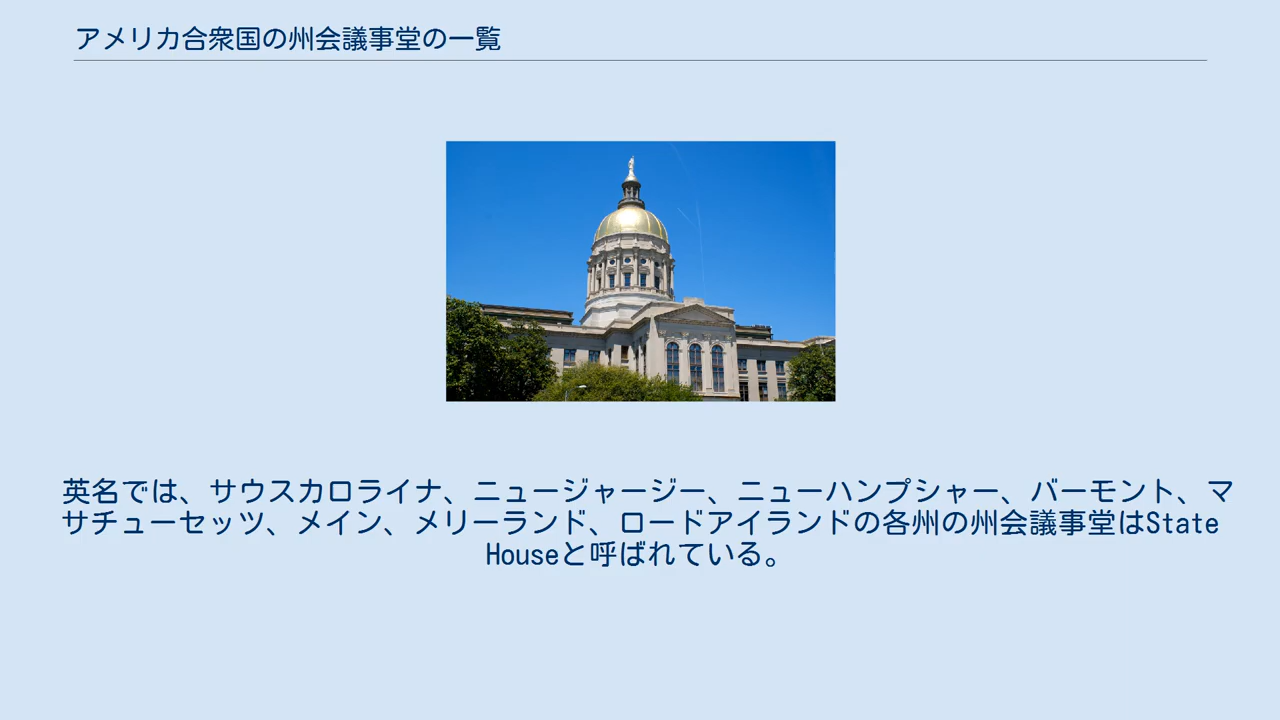 アメリカ合衆国の州会議事堂の一覧
英名では、サウスカロライナ、ニュージャージー、ニューハンプシャー、バーモント、マ
サチューセッツ、メイン、メリーランド、ロードアイランドの各州の州会議事堂はState
Houseと呼ばれている。